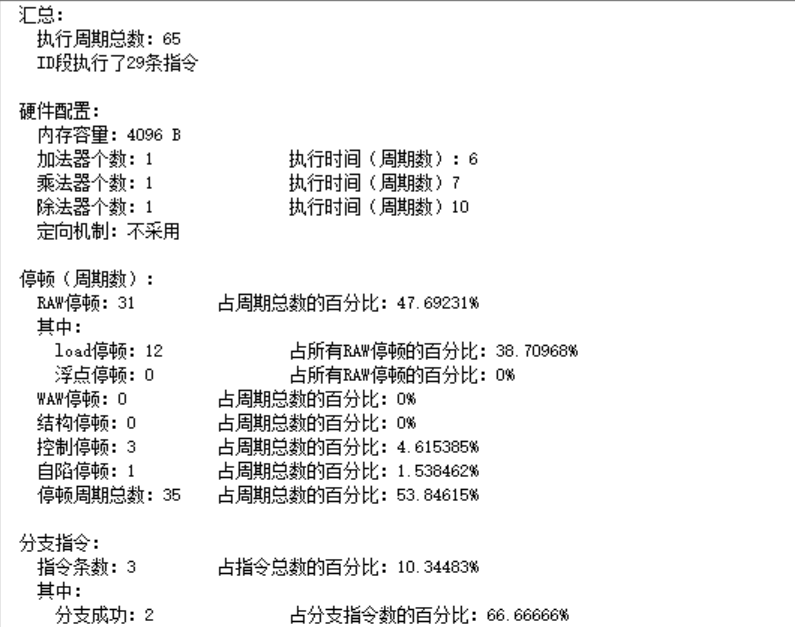 汇总：
执行周期总数：65
ID段执行了29条指令
硬件配置：
内存容量：4096 B
加法器个数：1 执行时间（周期数）：6
乘法器个数：1 执行时间（周期数）7
除法器个数：1 执行时间（周期数）10
定向机制：不采用
停顿（周期数）：
RAW停顿：31 占周期总数的百分比：47.69231%
其中：
load停顿：12 占所有RAW停顿的百分比：38.70968%
浮点停顿：0 占所有RAW停顿的百分比：0%
WAW停顿：0 占周期总数的百分比：0%
结构停顿：0 占周期总数的百分比：0%
控制停顿：3 占周期总数的百分比：4.615385%
自陷停顿：1 占周期总数的百分比：1.538462%
停顿周期总数：35 占周期总数的百分比：53.84615%
分支指令：
指令条数：3 占指令总数的百分比：10.34483%
其中：
分支成功：2 占分支指令数的百分比：66.66666%